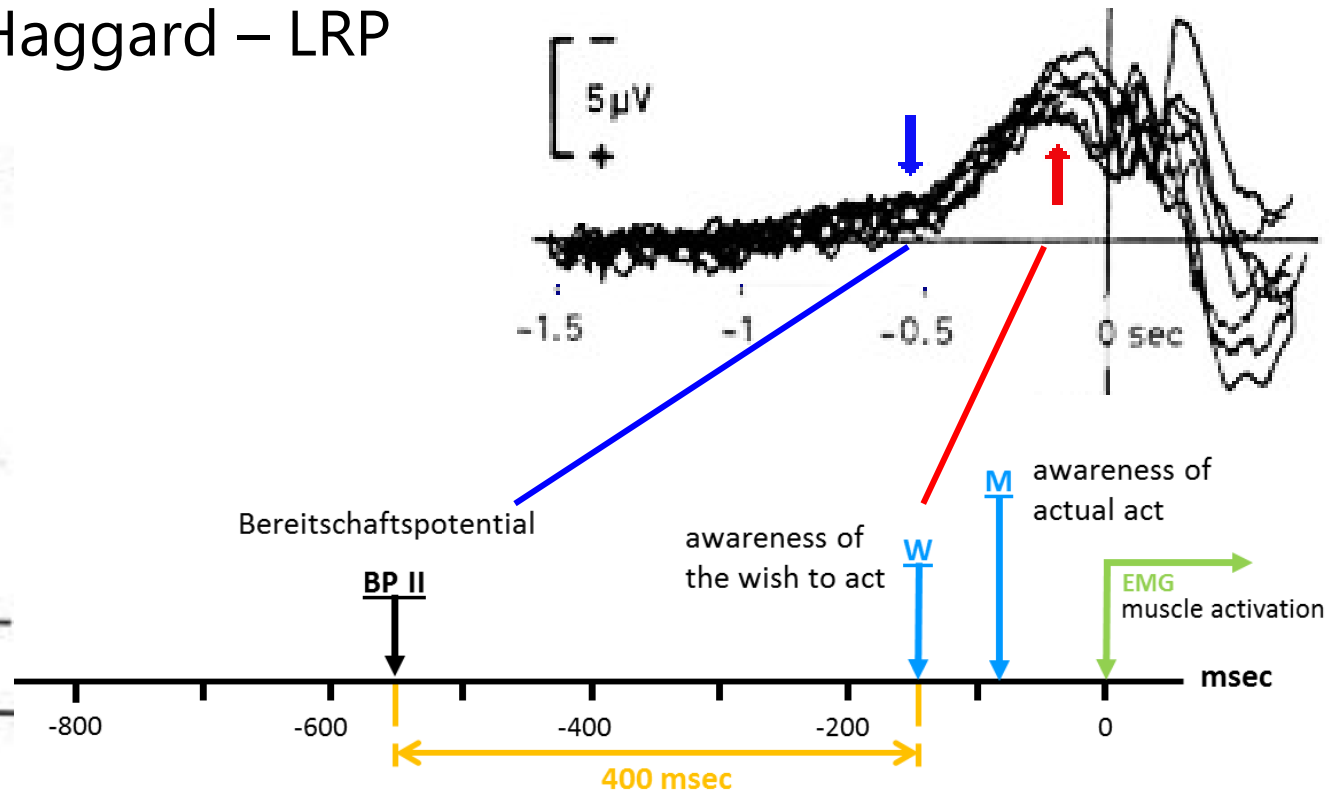 Haggard – LRP
−
5µV
+
-1.5 -1 -0.5 0 sec
M awareness of
actual act
Bereitschaftspotential
awareness of
the wish to act
W
BP II
EMG
muscle activation
msec
-800 -600 -400 -200 0
400 msec